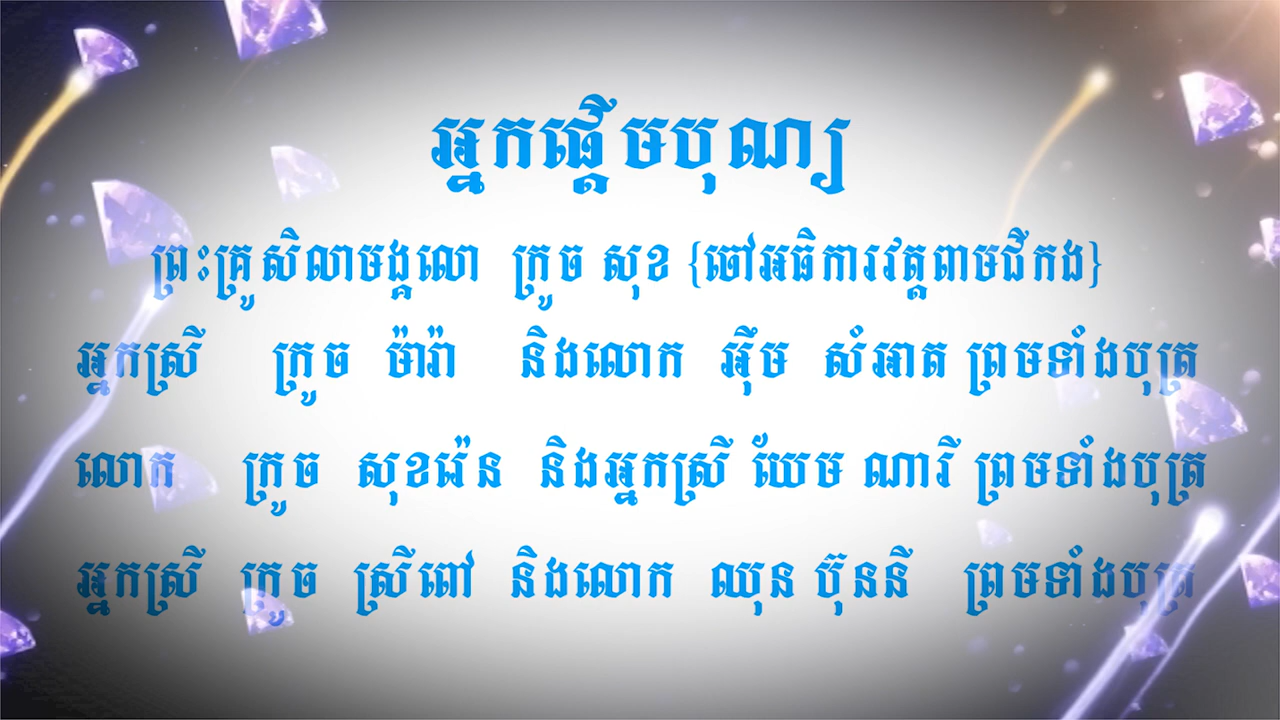 អ្នកផ្ដើមបុណ្យ
ព្រះគ្រូសិលាមង្គលោ ក្រូច សុខ {ចៅអធិការវត្តពាមជីកង}
អ្នកស្រី ក្រូច ម៉ារ៉ា និងលោក អ៊ឹម សំអាត ព្រមទាំងបុត្រ
លោក ក្រូច សុខរ៉េន និងអ្នកស្រី ឃែម ណារី ព្រមទាំងបុត្រ
អ្នកស្រី ក្រូច ស្រីពៅ និងលោក ឈុន ប៊ុននី ព្រមទាំងបុត្រ